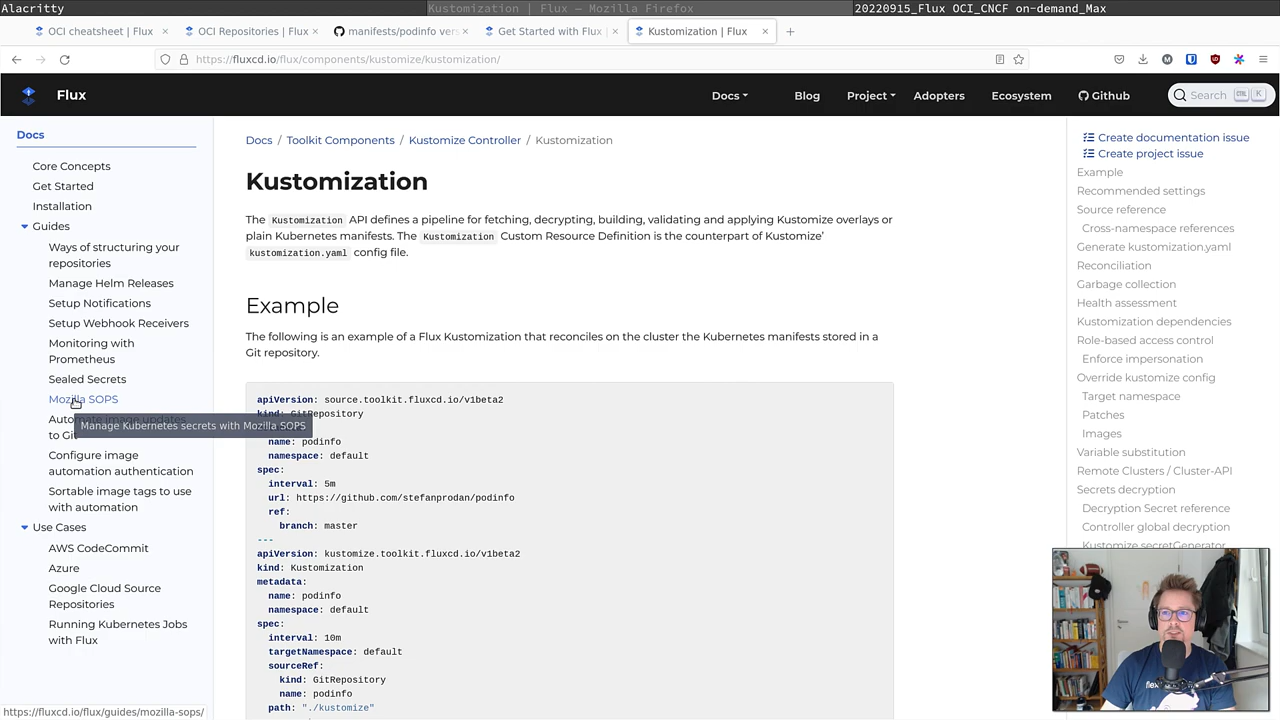 Alacritty
Kustomization | Flux — Mozilla Firefox
20220915_Flux OCI_CNCF on-demand_Max
OCI cheatsheet | Flux
OCI Repositories | Flux
manifests/podinfo vers
Get Started with Flux |
Kustomization | Flux
https://fluxcd.io/flux/components/kustomize/kustomization/
Flux
Docs
Blog
Project
Adopters
Ecosystem
Github
Search
CTRL K
Docs
Core Concepts
Get Started
Installation
Guides
Ways of structuring your
repositories
Manage Helm Releases
Setup Notifications
Setup Webhook Receivers
Monitoring with
Prometheus
Sealed Secrets
Mozilla SOPS
Automate image updates
to Git
Manage Kubernetes secrets with Mozilla SOPS
Configure image
automation authentication
Sortable image tags to use
with automation
Use Cases
AWS CodeCommit
Azure
Google Cloud Source
Repositories
Running Kubernetes Jobs
with Flux
https://fluxcd.io/flux/guides/mozilla-sops/
Docs / Toolkit Components / Kustomize Controller / Kustomization
Kustomization
The Kustomization API defines a pipeline for fetching, decrypting, building, validating and applying Kustomize overlays or
plain Kubernetes manifests. The Kustomization Custom Resource Definition is the counterpart of Kustomize’
kustomization.yaml config file.
Example
The following is an example of a Flux Kustomization that reconciles on the cluster the Kubernetes manifests stored in a
Git repository.
apiVersion: source.toolkit.fluxcd.io/v1beta2
kind: GitRepository
name: podinfo
namespace: default
spec:
interval: 5m
url: https://github.com/stefanprodan/podinfo
ref:
branch: master
---
apiVersion: kustomize.toolkit.fluxcd.io/v1beta2
kind: Kustomization
metadata:
name: podinfo
namespace: default
spec:
interval: 10m
targetNamespace: default
sourceRef:
kind: GitRepository
name: podinfo
path: "./kustomize"
Create documentation issue
Create project issue
Example
Recommended settings
Source reference
Cross-namespace references
Generate kustomization.yaml
Reconciliation
Garbage collection
Health assessment
Kustomization dependencies
Role-based access control
Enforce impersonation
Override kustomize config
Target namespace
Patches
Images
Variable substitution
Remote Clusters / Cluster-API
Secrets decryption
Decryption Secret reference
Controller global decryption
Kustomize secretGenerator